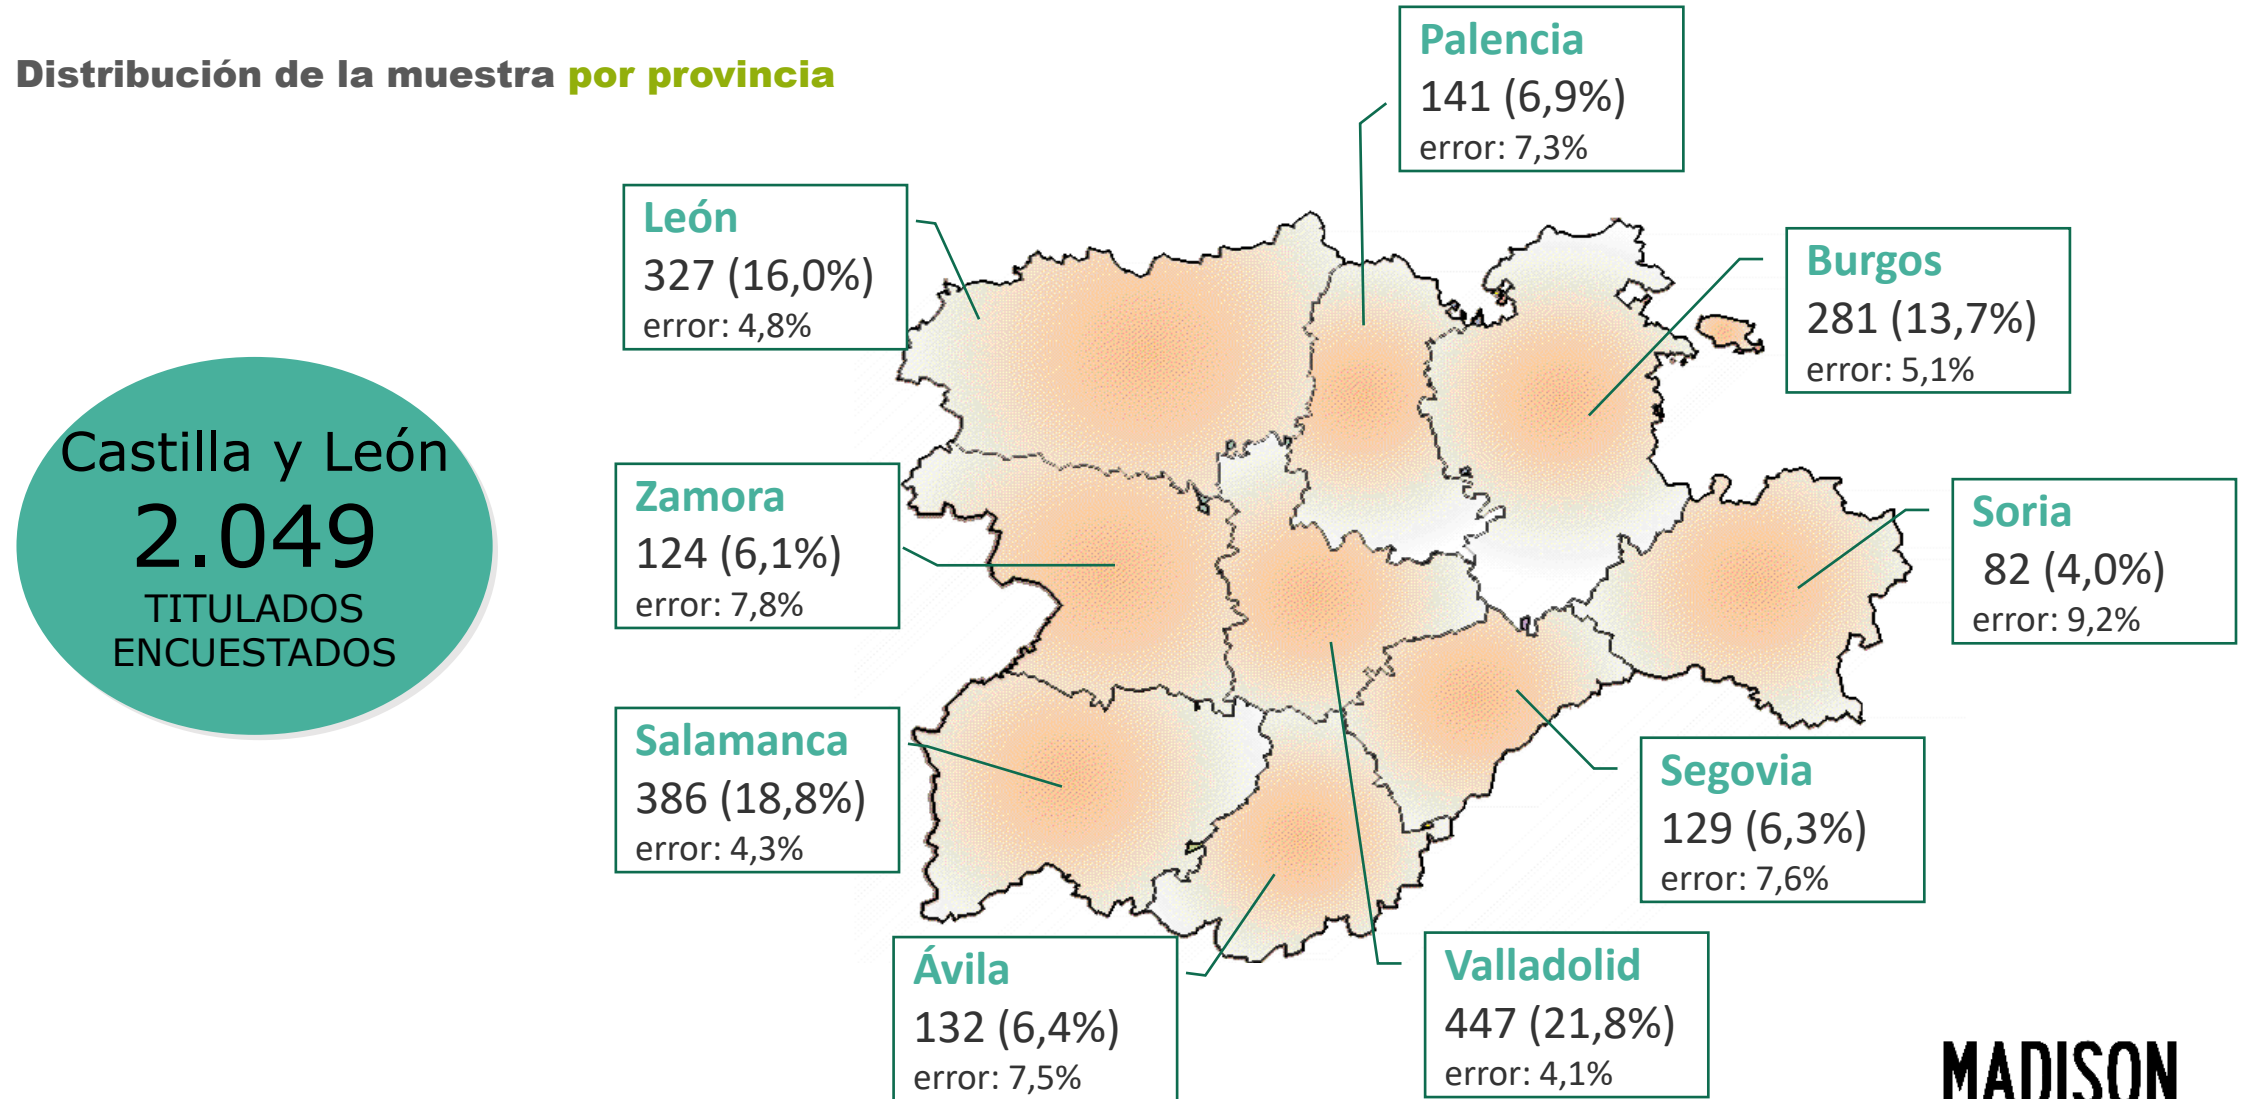 Distribución de la muestra por provincia
Palencia
141 (6,9%)
error: 7,3%
León
327 (16,0%)
error: 4,8%
Burgos
281 (13,7%)
error: 5,1%
Castilla y León
2.049
TITULADOS
ENCUESTADOS
Zamora
124 (6,1%)
error: 7,8%
Soria
82 (4,0%)
error: 9,2%
Salamanca
386 (18,8%)
error: 4,3%
Segovia
129 (6,3%)
error: 7,6%
Ávila
132 (6,4%)
error: 7,5%
Valladolid
447 (21,8%)
error: 4,1%
MADISON